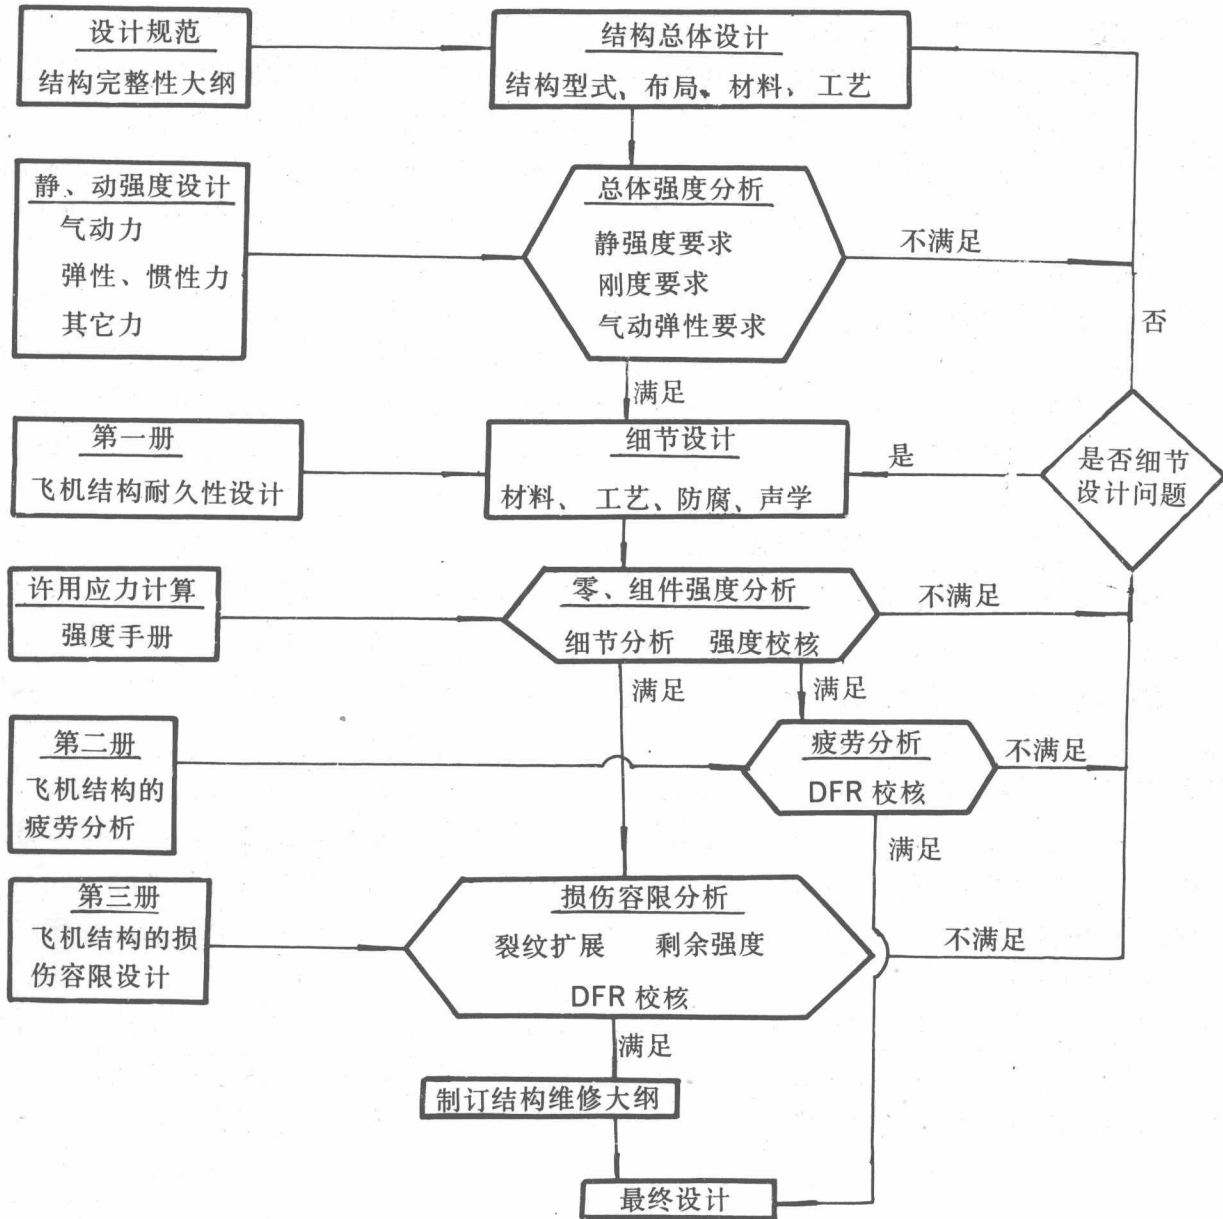 设计规范
结构完整性大纲
结构总体设计
结构型式、布局、材料、工艺
静、动强度设计
气动力
弹性、惯性力
其它力
总体强度分析
静强度要求
刚度要求
气动弹性要求
不满足
否
满足
第一册
飞机结构耐久性设计
细节设计
材料、工艺、防腐、声学
是
是否细节
设计问题
许用应力计算
强度手册
零、组件强度分析
细节分析 强度校核
不满足
满足
满足
第二册
飞机结构的
疲劳分析
疲劳分析
DFR 校核
不满足
满足
第三册
飞机结构的损
伤容限设计
损伤容限分析
裂纹扩展 剩余强度
DFR 校核
不满足
满足
制订结构维修大纲
最终设计